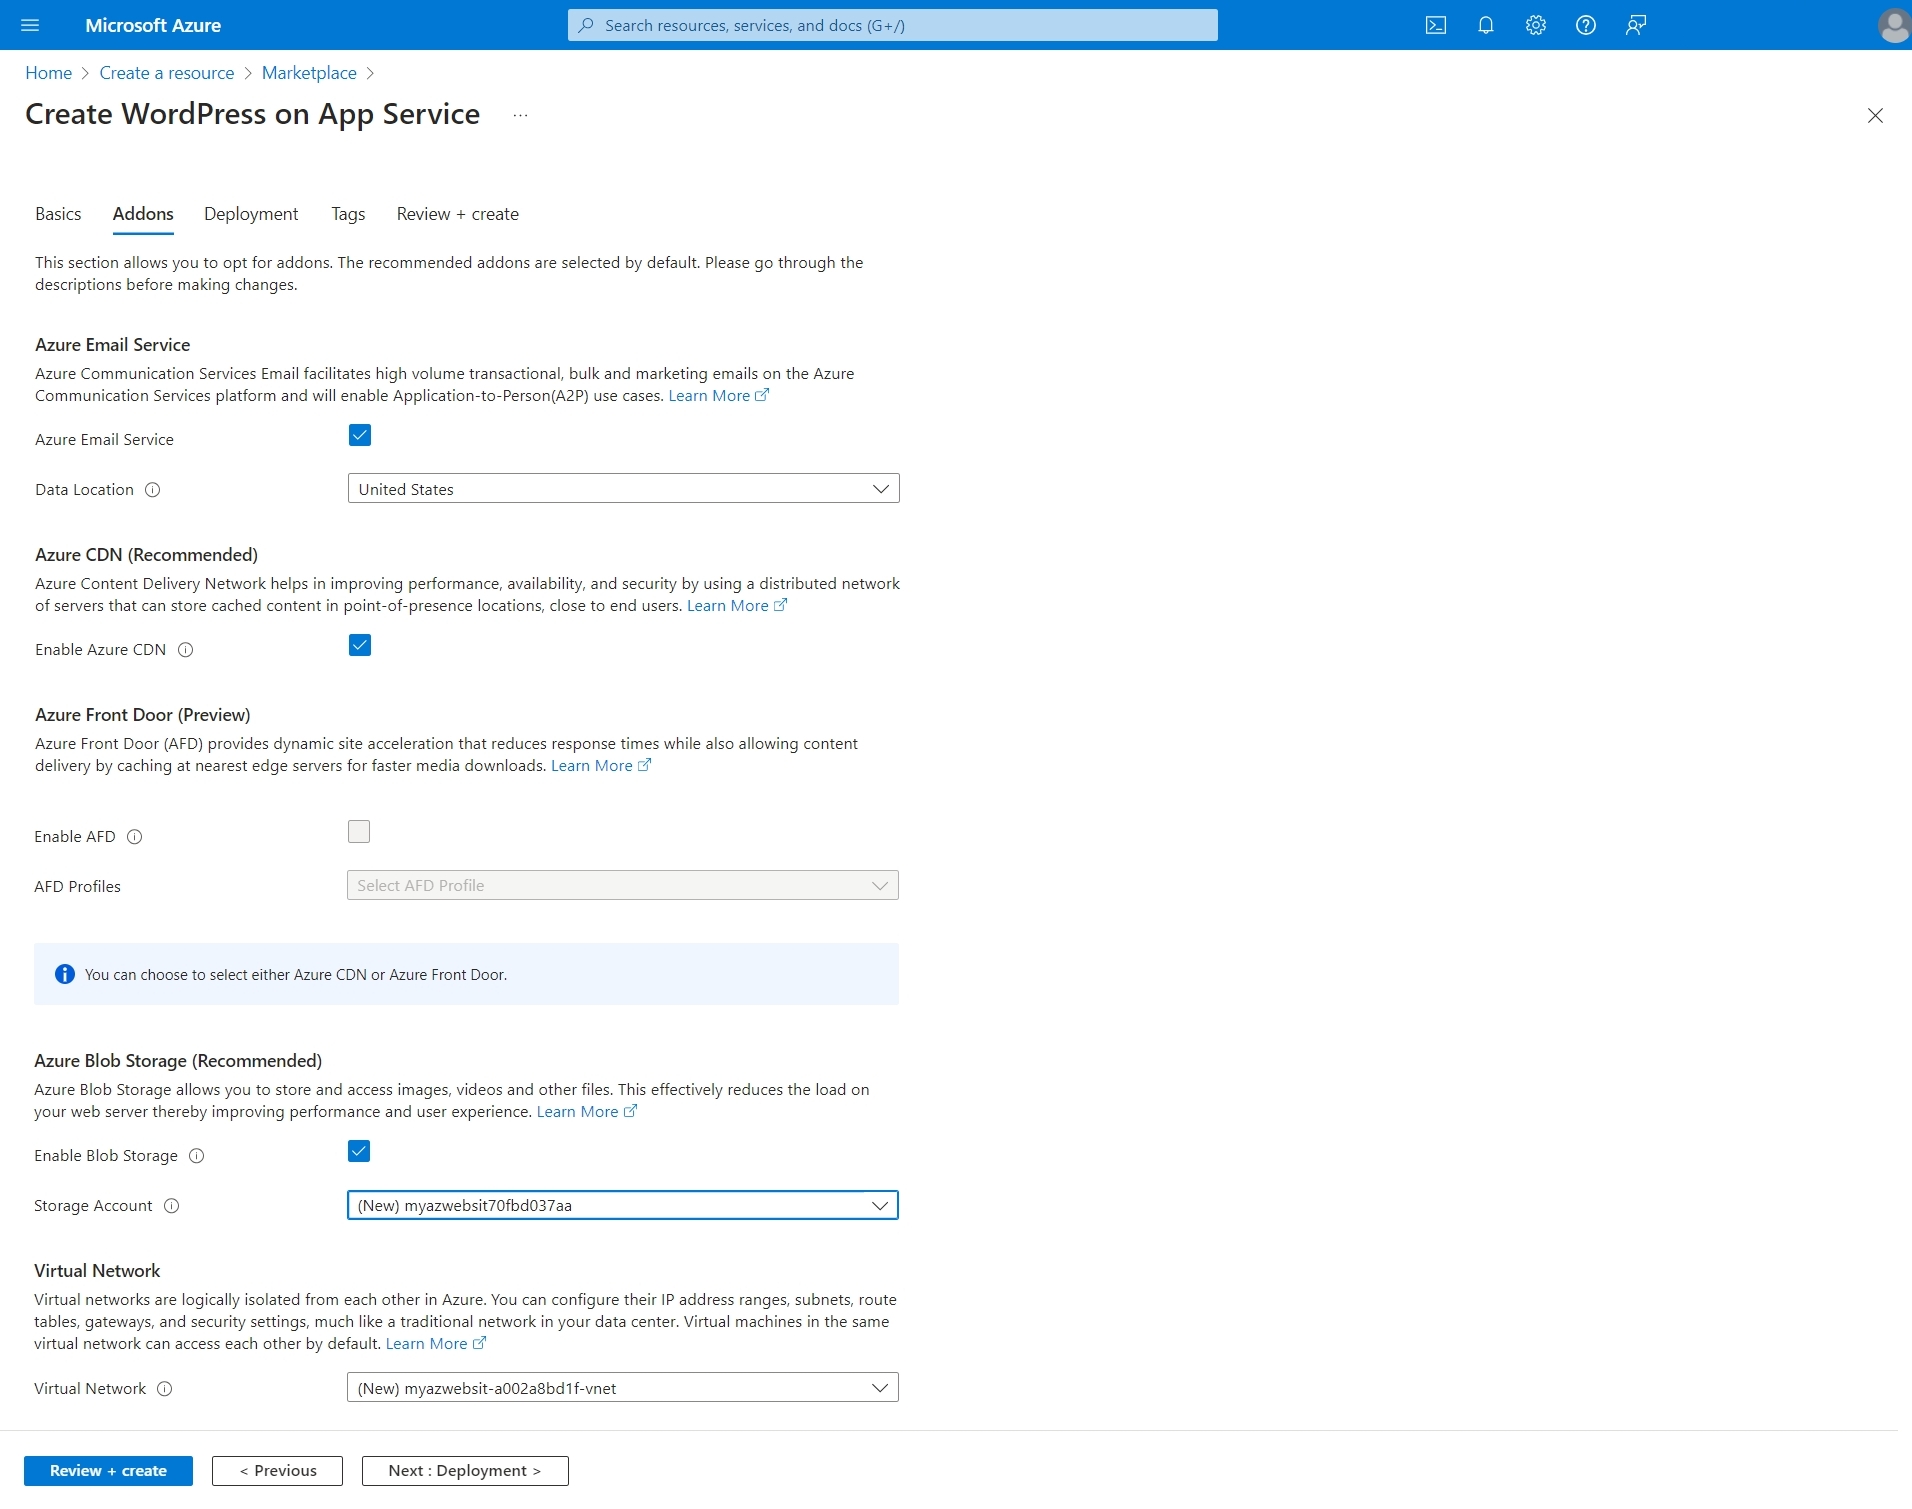 Microsoft Azure
Search resources, services, and docs (G+/)
Home > Create a resource > Marketplace >
Create WordPress on App Service ...
Basics Addons Deployment Tags Review + create
This section allows you to opt for addons. The recommended addons are selected by default. Please go through the
descriptions before making changes.
Azure Email Service
Azure Communication Services Email facilitates high volume transactional, bulk and marketing emails on the Azure
Communication Services platform and will enable Application-to-Person(A2P) use cases. Learn More
Azure Email Service
Data Location United States
Azure CDN (Recommended)
Azure Content Delivery Network helps in improving performance, availability, and security by using a distributed network
of servers that can store cached content in point-of-presence locations, close to end users. Learn More
Enable Azure CDN
Azure Front Door (Preview)
Azure Front Door (AFD) provides dynamic site acceleration that reduces response times while also allowing content
delivery by caching at nearest edge servers for faster media downloads. Learn More
Enable AFD
AFD Profiles Select AFD Profile
You can choose to select either Azure CDN or Azure Front Door.
Azure Blob Storage (Recommended)
Azure Blob Storage allows you to store and access images, videos and other files. This effectively reduces the load on
your web server thereby improving performance and user experience. Learn More
Enable Blob Storage
Storage Account (New) myazwebsit70fbd037aa
Virtual Network
Virtual networks are logically isolated from each other in Azure. You can configure their IP address ranges, subnets, route
tables, gateways, and security settings, much like a traditional network in your data center. Virtual machines in the same
virtual network can access each other by default. Learn More
Virtual Network (New) myazwebsit-a002a8bd1f-vnet
Review + create < Previous Next : Deployment >